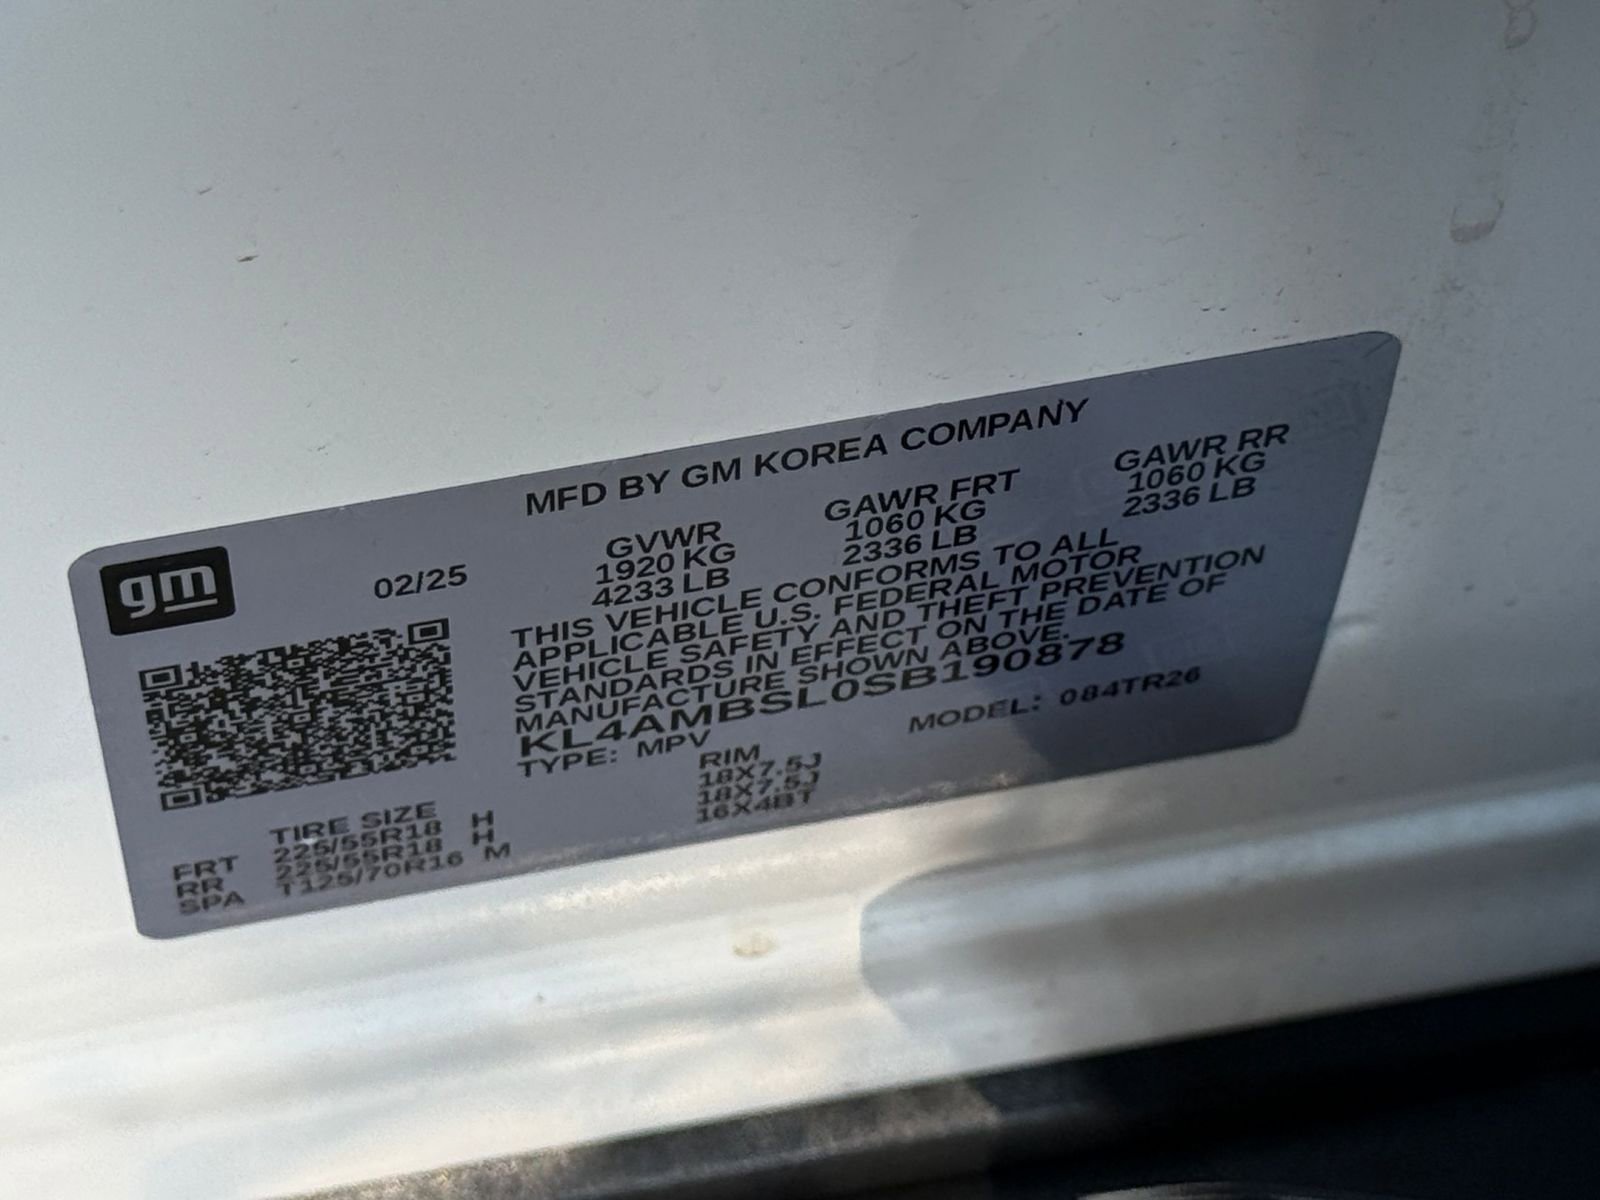 MFD BY GM KOREA COMPANY
gm
02/25
GVWR GAWR FRT GAWR RR
1920 KG 1060 KG 1060 KG
4233 LB 2336 LB 2336 LB
THIS VEHICLE CONFORMS TO ALL
APPLICABLE U.S. FEDERAL MOTOR
VEHICLE SAFETY AND THEFT PREVENTION
STANDARDS IN EFFECT ON THE DATE OF
MANUFACTURE SHOWN ABOVE.
KL4AMBSL0SB190878
TYPE: MPV MODEL: 084TR26
TIRE SIZE RIM
FRT 225/55R18 H 18X7.5J
RR 225/55R18 H 18X7.5J
SPA T125/70R16 M 16X4BT